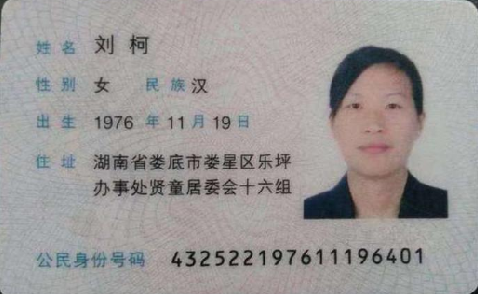 姓名 刘柯
性别 女 民族 汉
出生 1976 年 11 月 19 日
住址 湖南省娄底市娄星区乐坪
办事处贤童居委会十六组
公民身份号码 432522197611196401